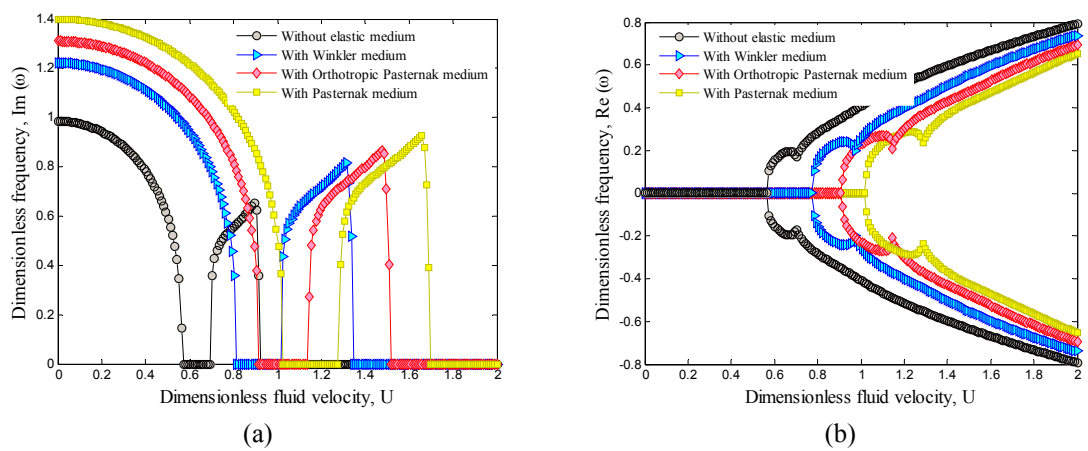 Dimensionless frequency, Im (ω)
1.4
1.2
1
0.8
0.6
0.4
0.2
0
Without elastic medium
With Winkler medium
With Orthotropic Pasternak medium
With Pasternak medium
0 0.2 0.4 0.6 0.8 1 1.2 1.4 1.6 1.8 2
Dimensionless fluid velocity, U
(a)
Dimensionless frequency, Re (ω)
0.8
0.6
0.4
0.2
0
-0.2
-0.4
-0.6
-0.8
Without elastic medium
With Winkler medium
With Orthotropic Pasternak medium
With Pasternak medium
0 0.2 0.4 0.6 0.8 1 1.2 1.4 1.6 1.8 2
Dimensionless fluid velocity, U
(b)